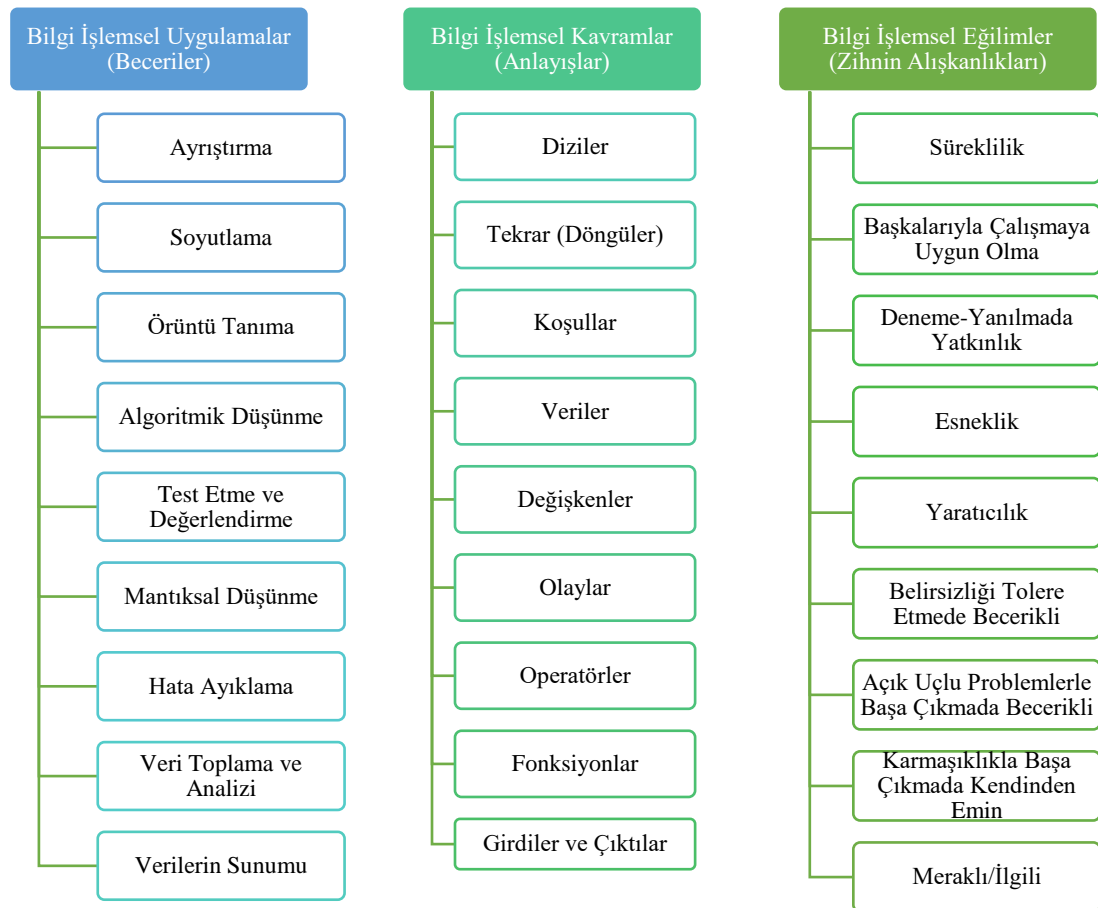 Bilgi İşlemsel Uygulamalar
(Beceriler)
Ayrıştırma
Soyutlama
Örüntü Tanıma
Algoritmik Düşünme
Test Etme ve
Değerlendirme
Mantıksal Düşünme
Hata Ayıklama
Veri Toplama ve
Analizi
Verilerin Sunumu
Bilgi İşlemsel Kavramlar
(Anlayışlar)
Diziler
Tekrar (Döngüler)
Koşullar
Veriler
Değişkenler
Olaylar
Operatörler
Fonksiyonlar
Girdiler ve Çıktılar
Bilgi İşlemsel Eğilimler
(Zihnin Alışkanlıkları)
Süreklilik
Başkalarıyla Çalışmaya
Uygun Olma
Deneme-Yanılmada
Yatkınlık
Esneklik
Yaratıcılık
Belirsizliği Tolere
Etmede Becerikli
Açık Uçlu Problemlerle
Başa Çıkmada Becerikli
Karmaşıklıkla Başa
Çıkmada Kendinden
Emin
Meraklı/İlgili